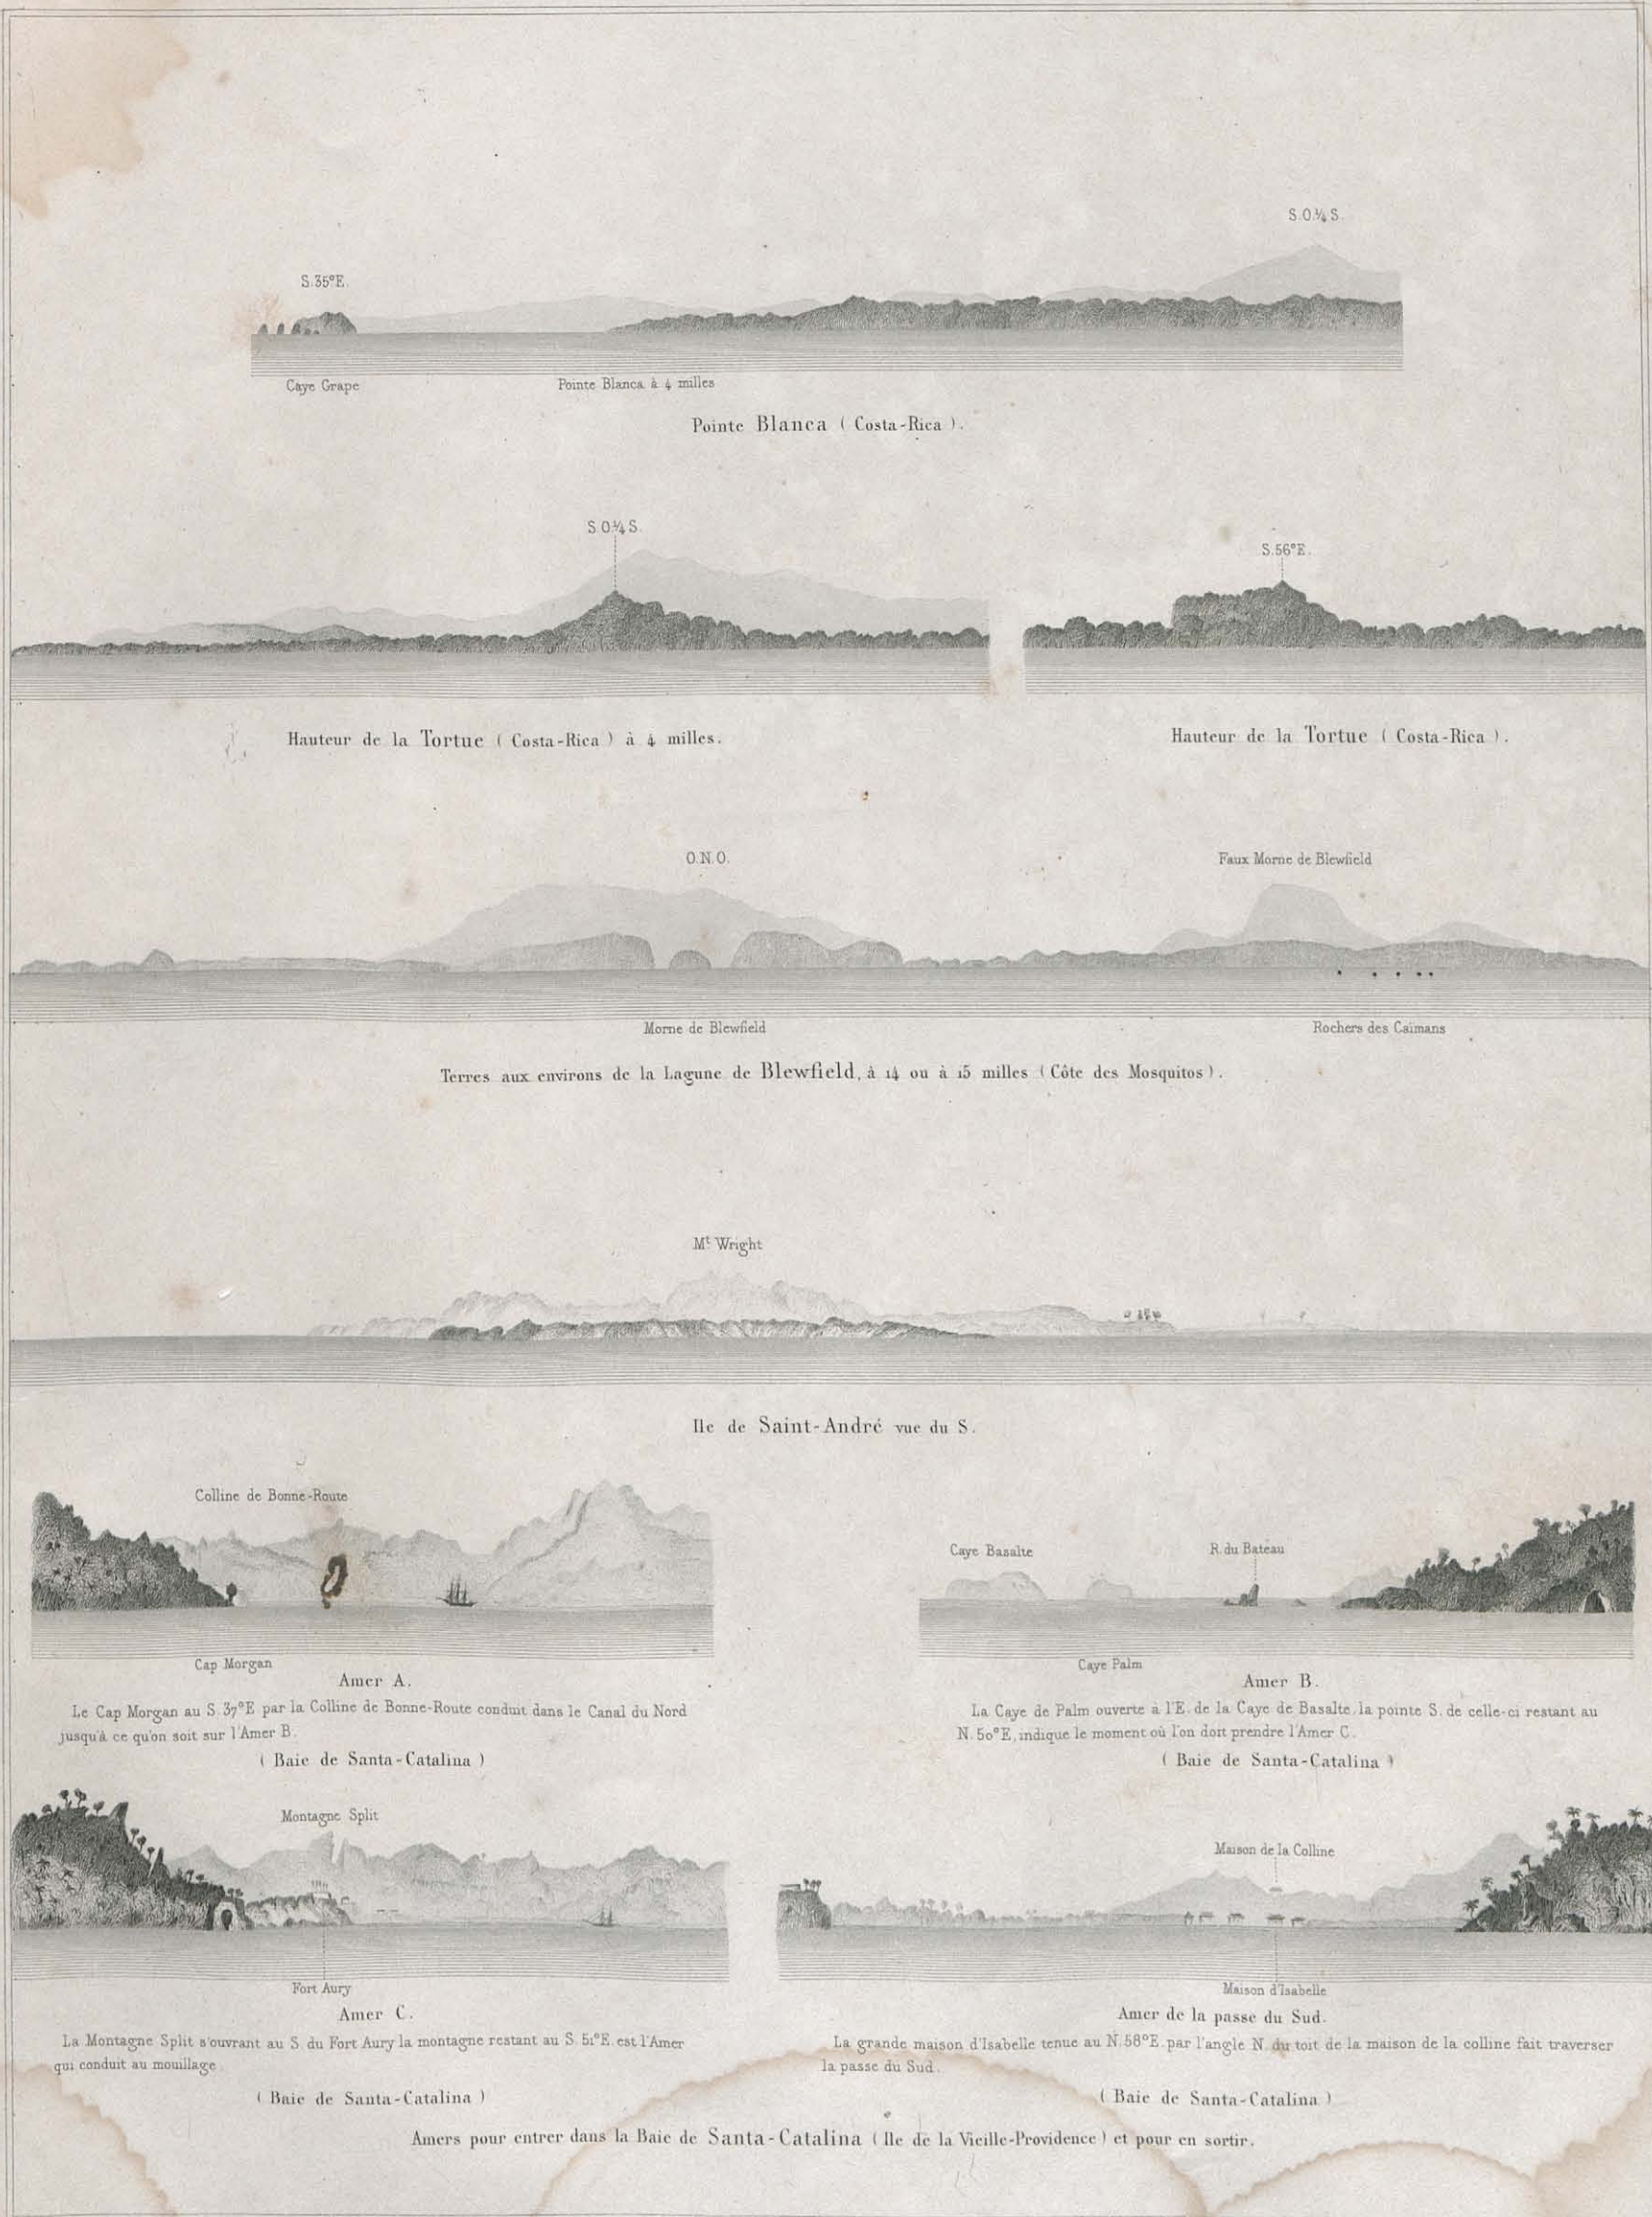 S.O.¼ S.
S.35°E.
Caye Grape
Pointe Blanca à 4 milles
Pointe Blanca ( Costa-Rica ).
S.O.¼ S.
S.56°E.
Hauteur de la Tortue ( Costa-Rica ) à 4 milles.
Hauteur de la Tortue ( Costa-Rica ).
O.N.O.
Faux Morne de Blewfield
Morne de Blewfield
Rochers des Caïmans
Terres aux environs de la Lagune de Blewfield, à 14 ou à 15 milles ( Côte des Mosquitos ).
Mt. Wright
Ile de Saint-André vue du S.
Colline de Bonne-Route
Cap Morgan
Amer A.
Le Cap Morgan au S.37°E par la Colline de Bonne-Route conduit dans le Canal du Nord
jusqu'à ce qu'on soit sur l'Amer B.
( Baie de Santa-Catalina )
Caye Basalte
R. du Bateau
Caye Palm
Amer B.
La Caye de Palm ouverte à l'E. de la Caye de Basalte, la pointe S. de celle-ci restant au
N.50°E, indique le moment où l'on doit prendre l'Amer C.
( Baie de Santa-Catalina )
Montagne Split
Fort Aury
Amer C.
La Montagne Split s'ouvrant au S. du Fort Aury la montagne restant au S.51°E. est l'Amer
qui conduit au mouillage
( Baie de Santa-Catalina )
Maison de la Colline
Maison d'Isabelle
Amer de la passe du Sud.
La grande maison d'Isabelle tenue au N.58°E. par l'angle N. du toit de la maison de la colline fait traverser
la passe du Sud.
( Baie de Santa-Catalina )
Amers pour entrer dans la Baie de Santa-Catalina ( Ile de la Vieille-Providence ) et pour en sortir.